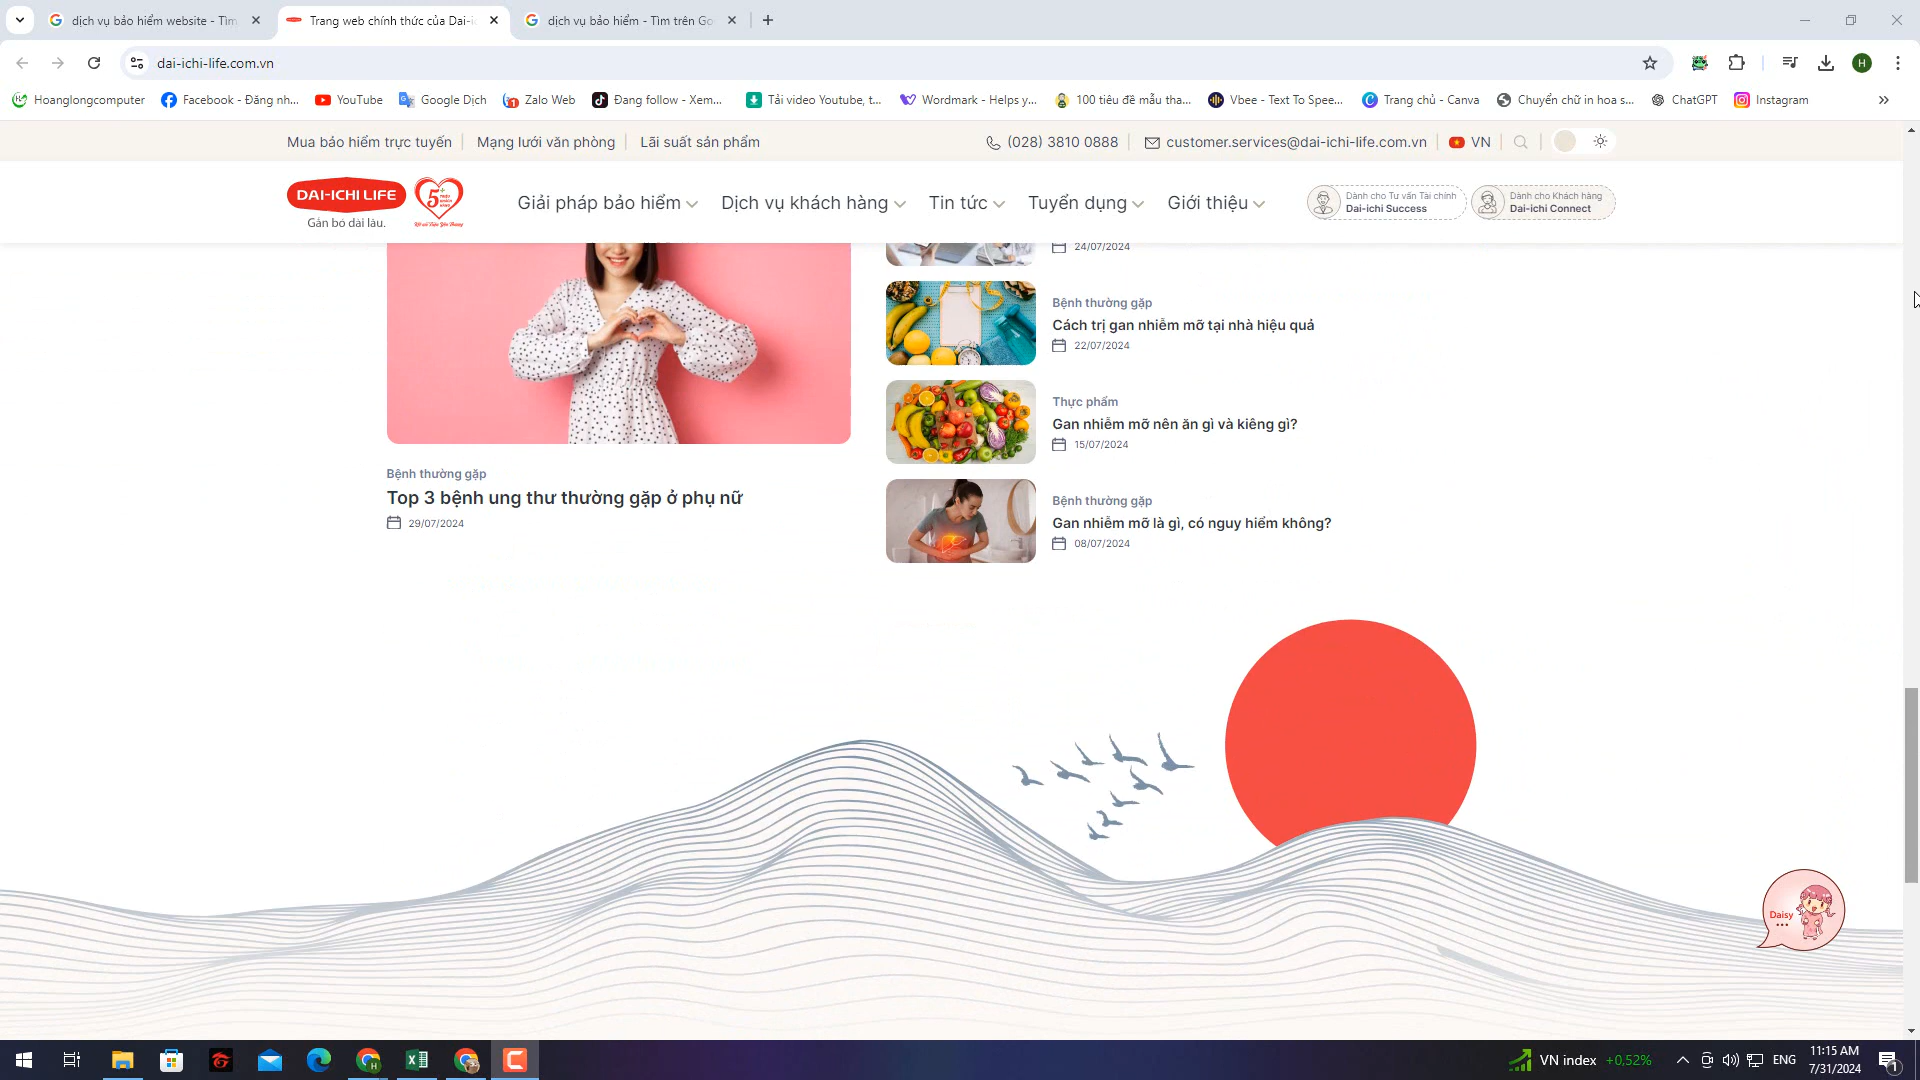 dịch vụ bảo hiểm website - Tìm
Trang web chính thức của Dai-i
dịch vụ bảo hiểm - Tìm trên Go
dai-ichi-life.com.vn
H
Hoanglongcomputer
Facebook - Đăng nh...
YouTube
Google Dịch
Zalo Web
Đang follow - Xem...
Tải video Youtube, t...
Wordmark - Helps y...
100 tiêu đề mẫu tha...
Vbee - Text To Spee...
Trang chủ - Canva
Chuyển chữ in hoa s...
ChatGPT
Instagram
Mua bảo hiểm trực tuyến
Mạng lưới văn phòng
Lãi suất sản phẩm
(028) 3810 0888
customer.services@dai-ichi-life.com.vn
VN
DAI-ICHI LIFE
Gắn bó dài lâu.
Giải pháp bảo hiểm
Dịch vụ khách hàng
Tin tức
Tuyển dụng
Giới thiệu
Dành cho Tư vấn Tài chính
Dai-ichi Success
Dành cho Khách hàng
Dai-ichi Connect
24/07/2024
Bệnh thường gặp
Cách trị gan nhiễm mỡ tại nhà hiệu quả
22/07/2024
Thực phẩm
Gan nhiễm mỡ nên ăn gì và kiêng gì?
15/07/2024
Bệnh thường gặp
Top 3 bệnh ung thư thường gặp ở phụ nữ
29/07/2024
Bệnh thường gặp
Gan nhiễm mỡ là gì, có nguy hiểm không?
08/07/2024
Daisy
VN index +0,52%
ENG
11:15 AM
7/31/2024
1